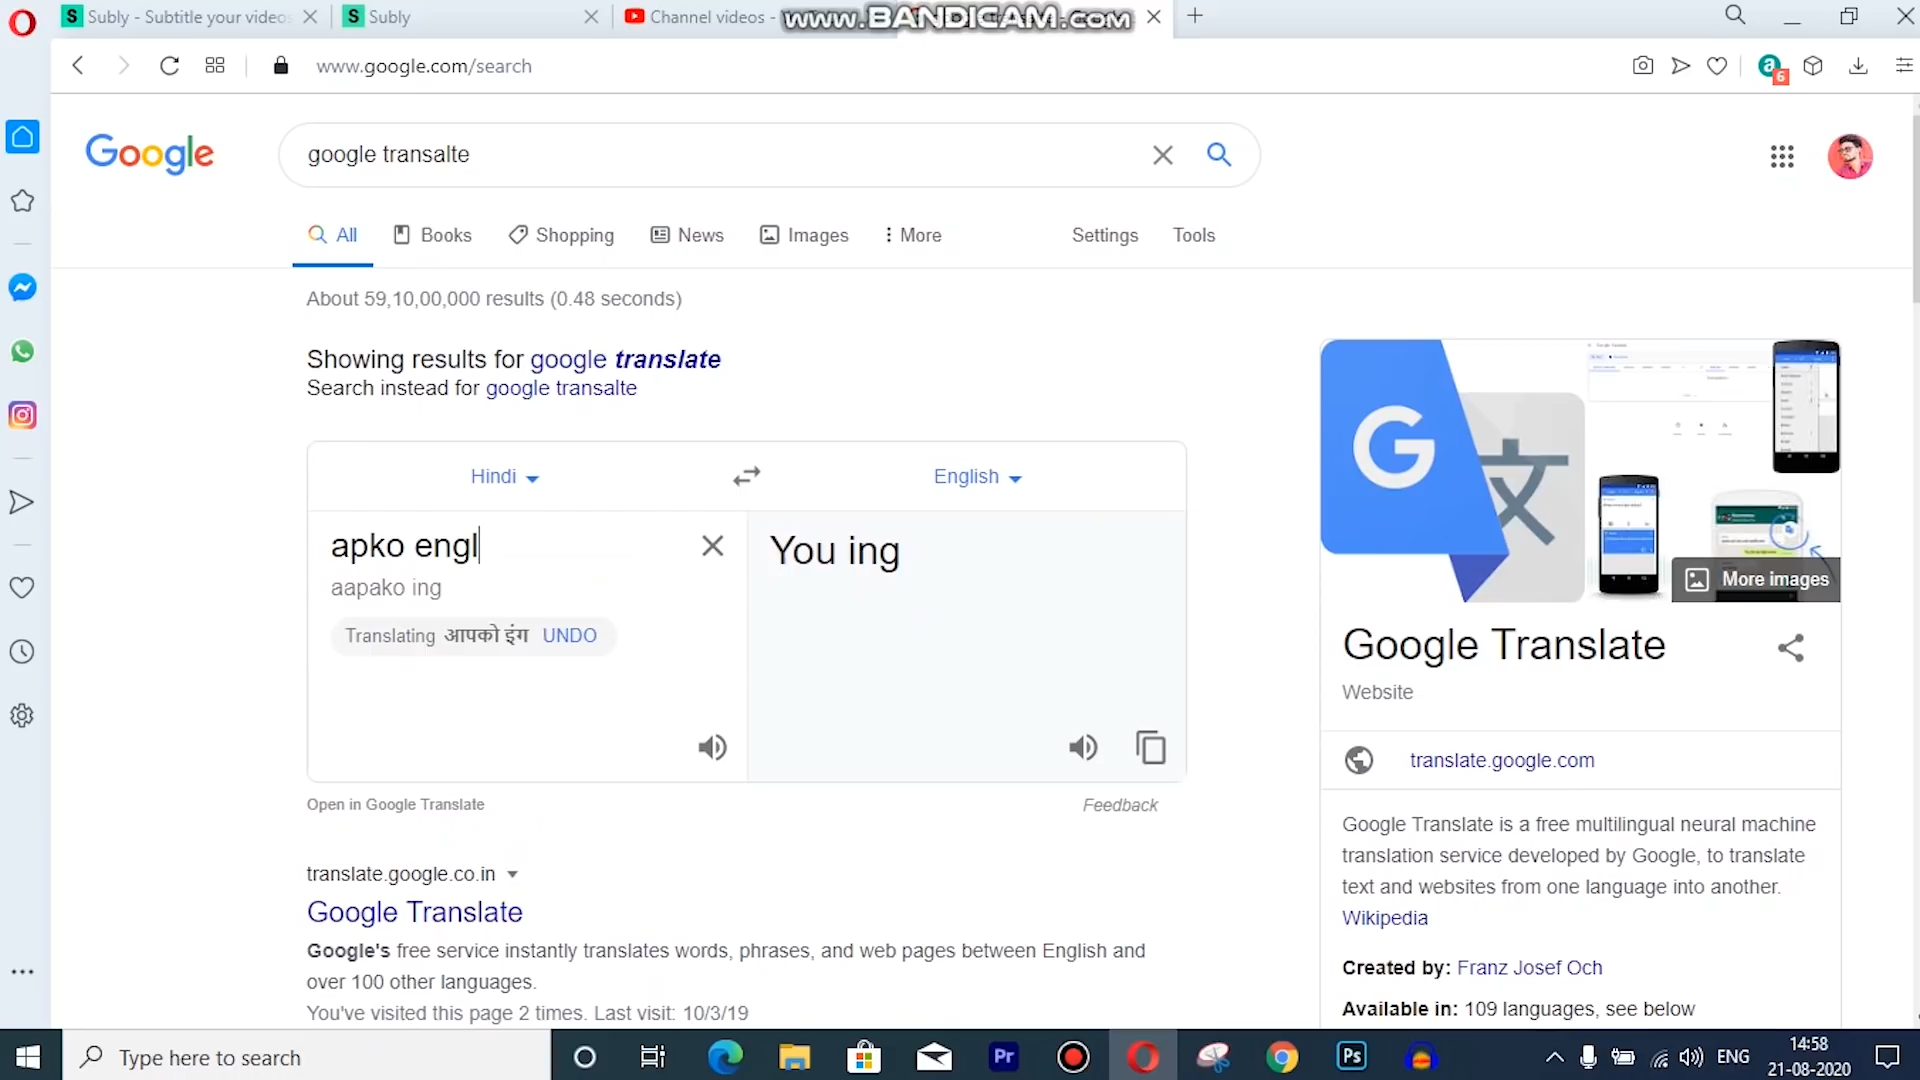 Subly - Subtitle your videos
Subly
Channel videos -
www.BANDICAM.com
www.google.com/search
6
Google
google transalte
All
Books
Shopping
News
Images
More
Settings
Tools
About 59,10,00,000 results (0.48 seconds)
Showing results for google translate
Search instead for google transalte
Hindi
English
apko engl
You ing
aapako ing
Translating आपको इंग UNDO
Open in Google Translate
Feedback
translate.google.co.in
Google Translate
Google's free service instantly translates words, phrases, and web pages between English and
over 100 other languages.
You've visited this page 2 times. Last visit: 10/3/19
More images
Google Translate
Website
translate.google.com
Google Translate is a free multilingual neural machine
translation service developed by Google, to translate
text and websites from one language into another.
Wikipedia
Created by: Franz Josef Och
Available in: 109 languages, see below
Type here to search
Pr
Ps
ENG
14:58
21-08-2020